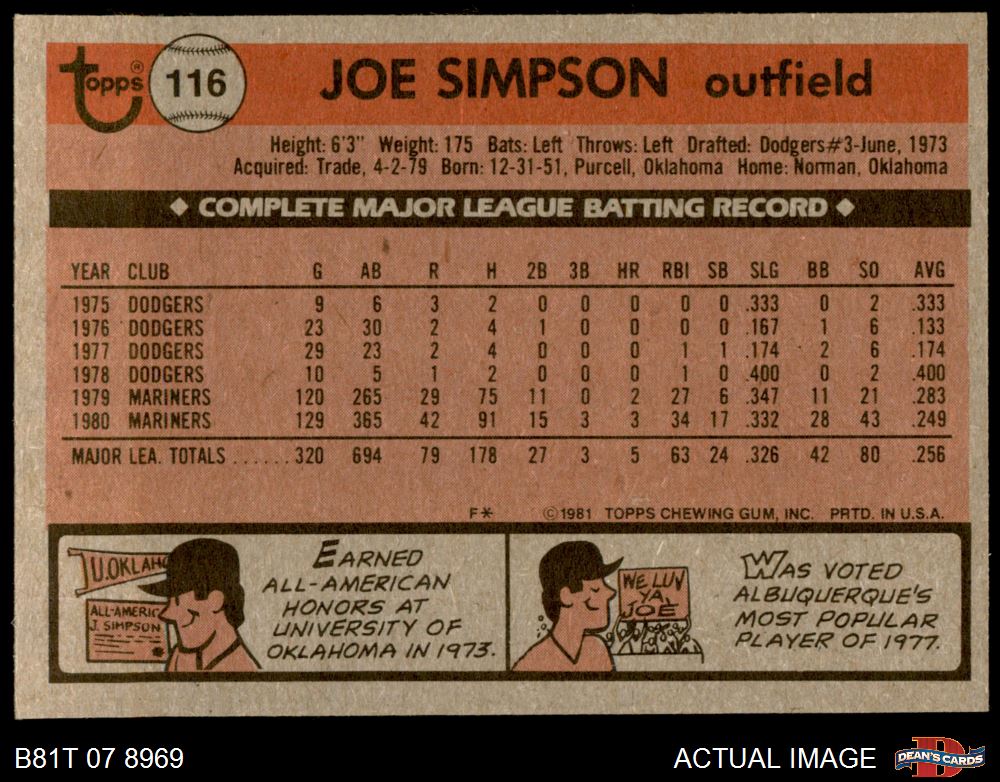 topps® 116 JOE SIMPSON outfield
Height: 6'3" Weight: 175 Bats: Left Throws: Left Drafted: Dodgers#3-June, 1973
Acquired: Trade, 4-2-79 Born: 12-31-51, Purcell, Oklahoma Home: Norman, Oklahoma
◆ COMPLETE MAJOR LEAGUE BATTING RECORD ◆
YEAR CLUB G AB R H 2B 3B HR RBI SB SLG BB SO AVG
1975 DODGERS 9 6 3 2 0 0 0 0 0 .333 0 2 .333
1976 DODGERS 23 30 2 4 1 0 0 0 0 .167 1 6 .133
1977 DODGERS 29 23 2 4 0 0 0 1 1 .174 2 6 .174
1978 DODGERS 10 5 1 2 0 0 0 1 0 .400 0 2 .400
1979 MARINERS 120 265 29 75 11 0 2 27 6 .347 11 21 .283
1980 MARINERS 129 365 42 91 15 3 3 34 17 .332 28 43 .249
MAJOR LEA. TOTALS ......320 694 79 178 27 3 5 63 24 .326 42 80 .256
F* ©1981 TOPPS CHEWING GUM, INC. PRTD. IN U.S.A.
U.OKLAHO
ALL-AMERIC
J. SIMPSON
EARNED
ALL-AMERICAN
HONORS AT
UNIVERSITY OF
OKLAHOMA IN 1973.
WE LUV
YA,
JOE
WAS VOTED
ALBUQUERQUE'S
MOST POPULAR
PLAYER OF 1977.
B81T 07 8969 ACTUAL IMAGE D DEAN'S CARDS